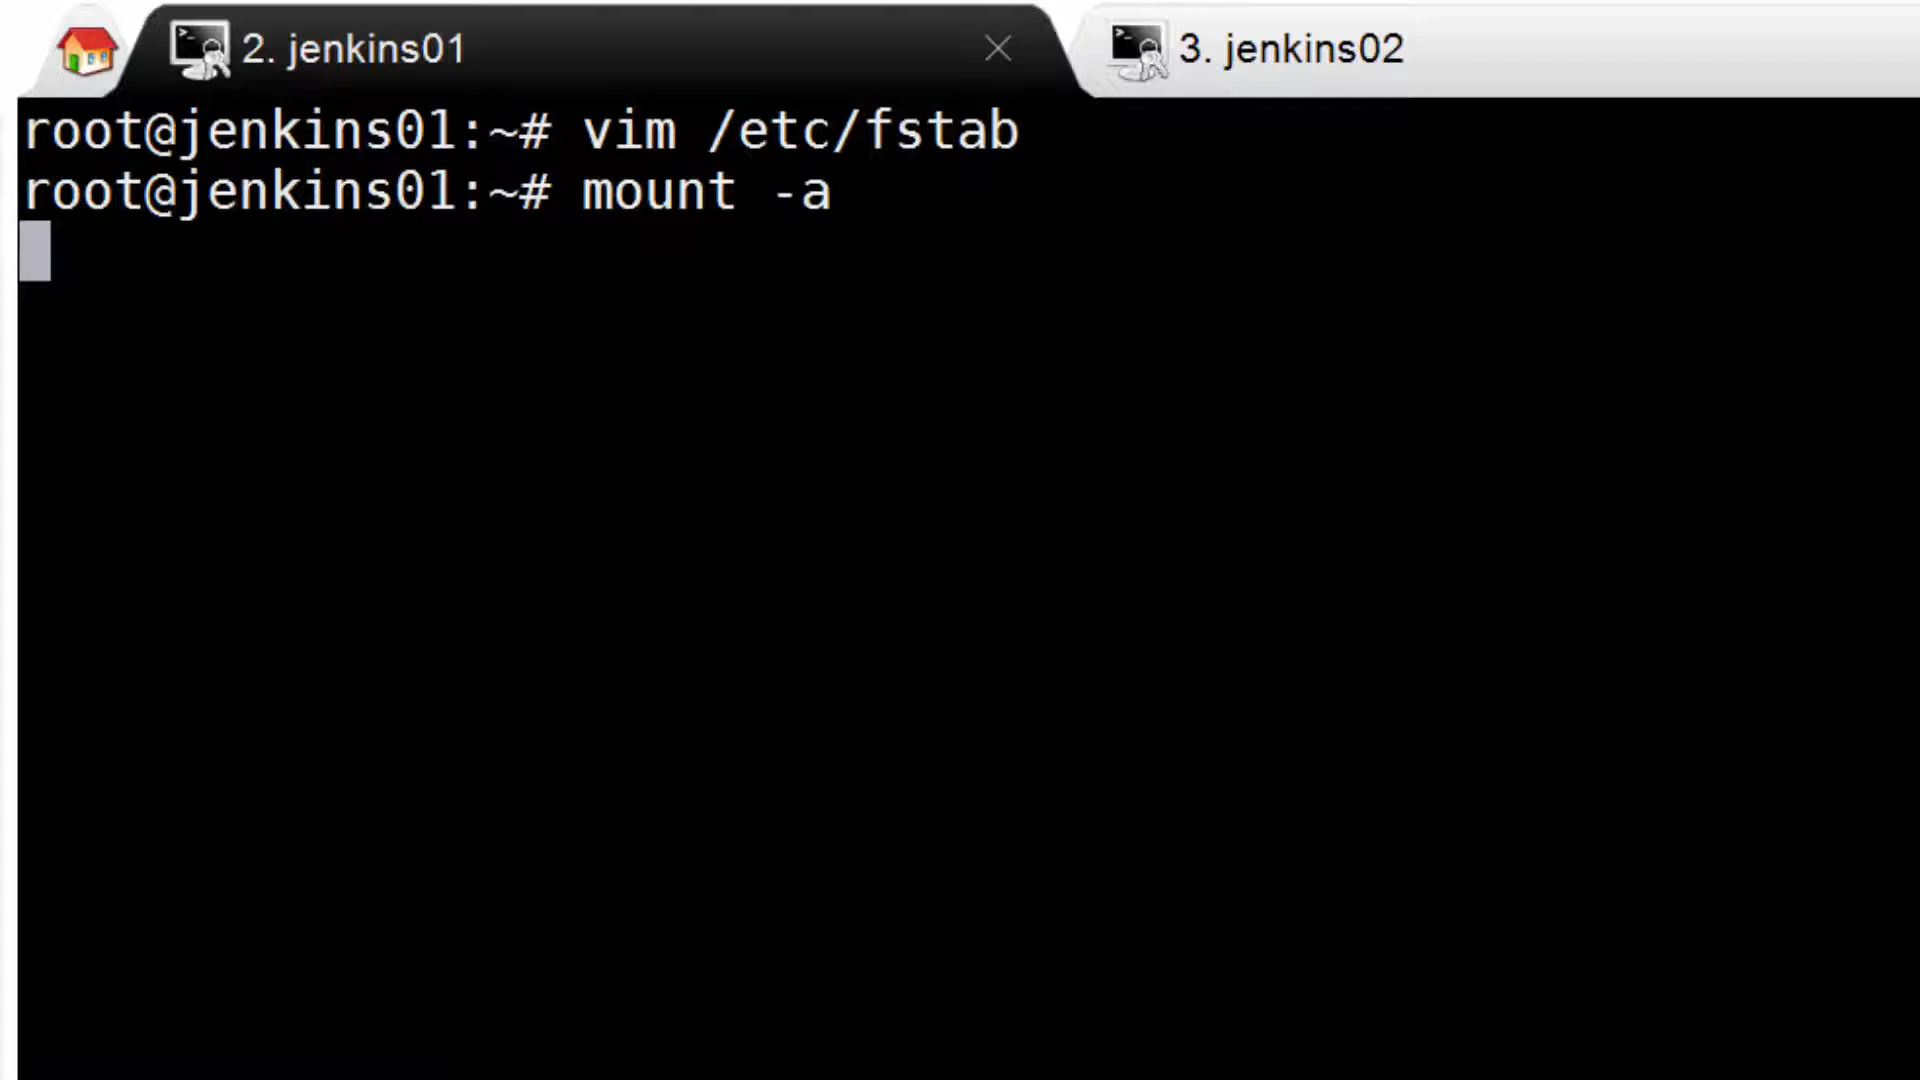 2. jenkins01
3. jenkins02
root@jenkins01:~# vim /etc/fstab
root@jenkins01:~# mount -a